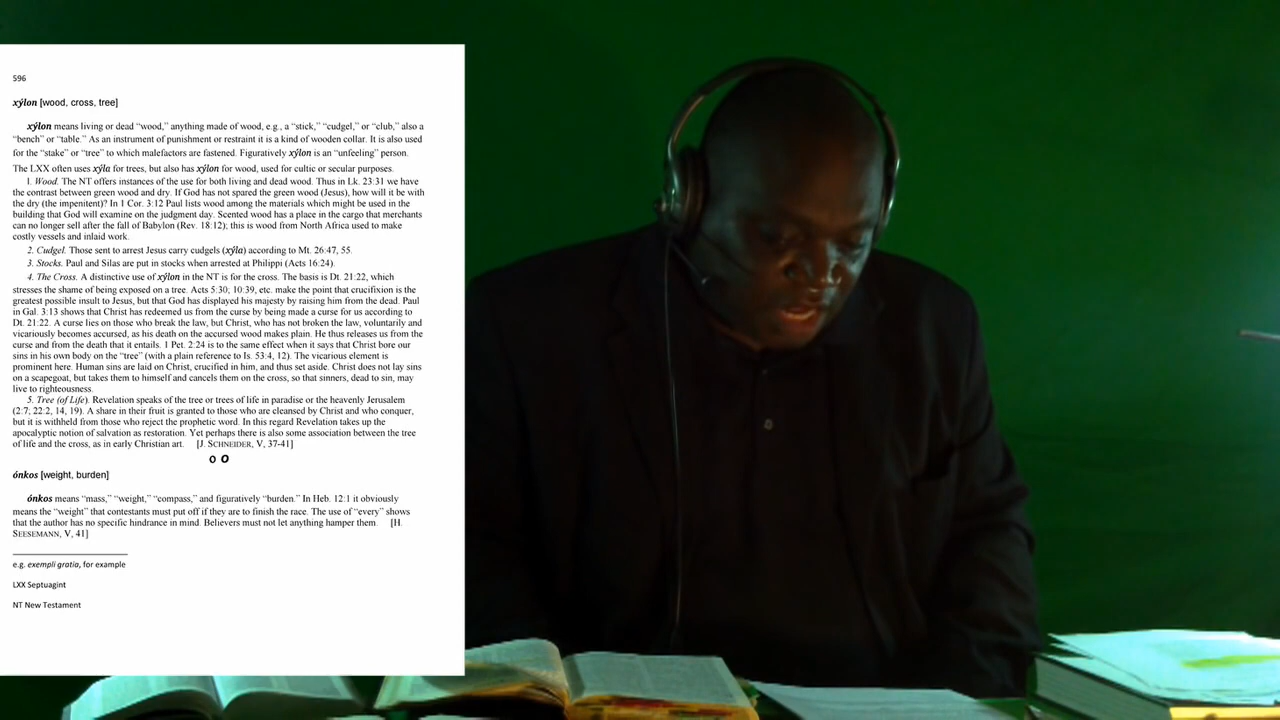 596
xýlon [wood, cross, tree]
xýlon means living or dead “wood,” anything made of wood, e.g., a “stick,” “cudgel,” or “club,” also a
“bench” or “table.” As an instrument of punishment or restraint it is a kind of wooden collar. It is also used
for the “stake” or “tree” to which malefactors are fastened. Figuratively xýlon is an “unfeeling” person.
The LXX often uses xýla for trees, but also has xýlon for wood, used for cultic or secular purposes.
1. Wood. The NT offers instances of the use for both living and dead wood. Thus in Lk. 23:31 we have
the contrast between green wood and dry. If God has not spared the green wood (Jesus), how will it be with
the dry (the impenitent)? In 1 Cor. 3:12 Paul lists wood among the materials which might be used in the
building that God will examine on the judgment day. Scented wood has a place in the cargo that merchants
can no longer sell after the fall of Babylon (Rev. 18:12); this is wood from North Africa used to make
costly vessels and inlaid work.
2. Cudgel. Those sent to arrest Jesus carry cudgels (xýla) according to Mt. 26:47, 55.
3. Stocks. Paul and Silas are put in stocks when arrested at Philippi (Acts 16:24).
4. The Cross. A distinctive use of xýlon in the NT is for the cross. The basis is Dt. 21:22, which
stresses the shame of being exposed on a tree. Acts 5:30; 10:39, etc. make the point that crucifixion is the
greatest possible insult to Jesus, but that God has displayed his majesty by raising him from the dead. Paul
in Gal. 3:13 shows that Christ has redeemed us from the curse by being made a curse for us according to
Dt. 21:22. A curse lies on those who break the law, but Christ, who has not broken the law, voluntarily and
vicariously becomes accursed, as his death on the accursed wood makes plain. He thus releases us from the
curse and from the death that it entails. 1 Pet. 2:24 is to the same effect when it says that Christ bore our
sins in his own body on the “tree” (with a plain reference to Is. 53:4, 12). The vicarious element is
prominent here. Human sins are laid on Christ, crucified in him, and thus set aside. Christ does not lay sins
on a scapegoat, but takes them to himself and cancels them on the cross, so that sinners, dead to sin, may
live to righteousness.
5. Tree (of Life). Revelation speaks of the tree or trees of life in paradise or the heavenly Jerusalem
(2:7; 22:2, 14, 19). A share in their fruit is granted to those who are cleansed by Christ and who conquer,
but it is withheld from those who reject the prophetic word. In this regard Revelation takes up the
apocalyptic notion of salvation as restoration. Yet perhaps there is also some association between the tree
of life and the cross, as in early Christian art. [J. SCHNEIDER, V, 37-41]
o o
ónkos [weight, burden]
ónkos means “mass,” “weight,” “compass,” and figuratively “burden.” In Heb. 12:1 it obviously
means the “weight” that contestants must put off if they are to finish the race. The use of “every” shows
that the author has no specific hindrance in mind. Believers must not let anything hamper them. [H.
SEESEMANN, V, 41]
e.g. exempli gratia, for example
LXX Septuagint
NT New Testament